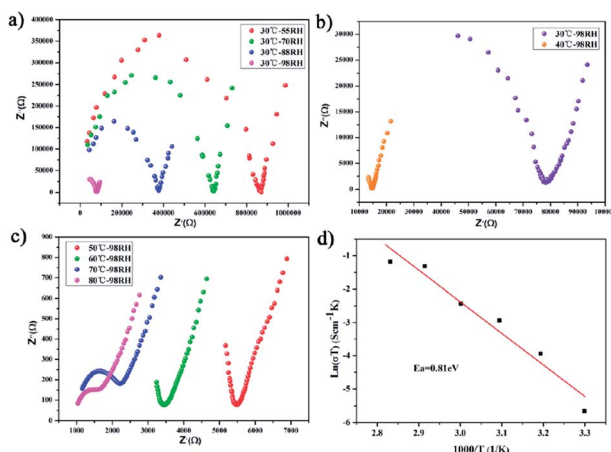 a)
400000
350000
300000
250000
200000
150000
100000
50000
0
Z''(Ω)
30℃-55RH
30℃-70RH
30℃-88RH
30℃-98RH
0 200000 400000 600000 800000 1000000
Z'(Ω)
b)
30000
25000
20000
15000
10000
5000
0
Z''(Ω)
30℃-98RH
40℃-98RH
10000 20000 30000 40000 50000 60000 70000 80000 90000
Z'(Ω)
c)
900
800
700
600
500
400
300
200
100
0
Z''(Ω)
50℃-98RH
60℃-98RH
70℃-98RH
80℃-98RH
0 1000 2000 3000 4000 5000 6000 7000
Z'(Ω)
d)
-1
-2
-3
-4
-5
-6
Ln(σT) (Scm⁻¹K)
Ea=0.81eV
2.8 2.9 3.0 3.1 3.2 3.3
1000/T (1/K)